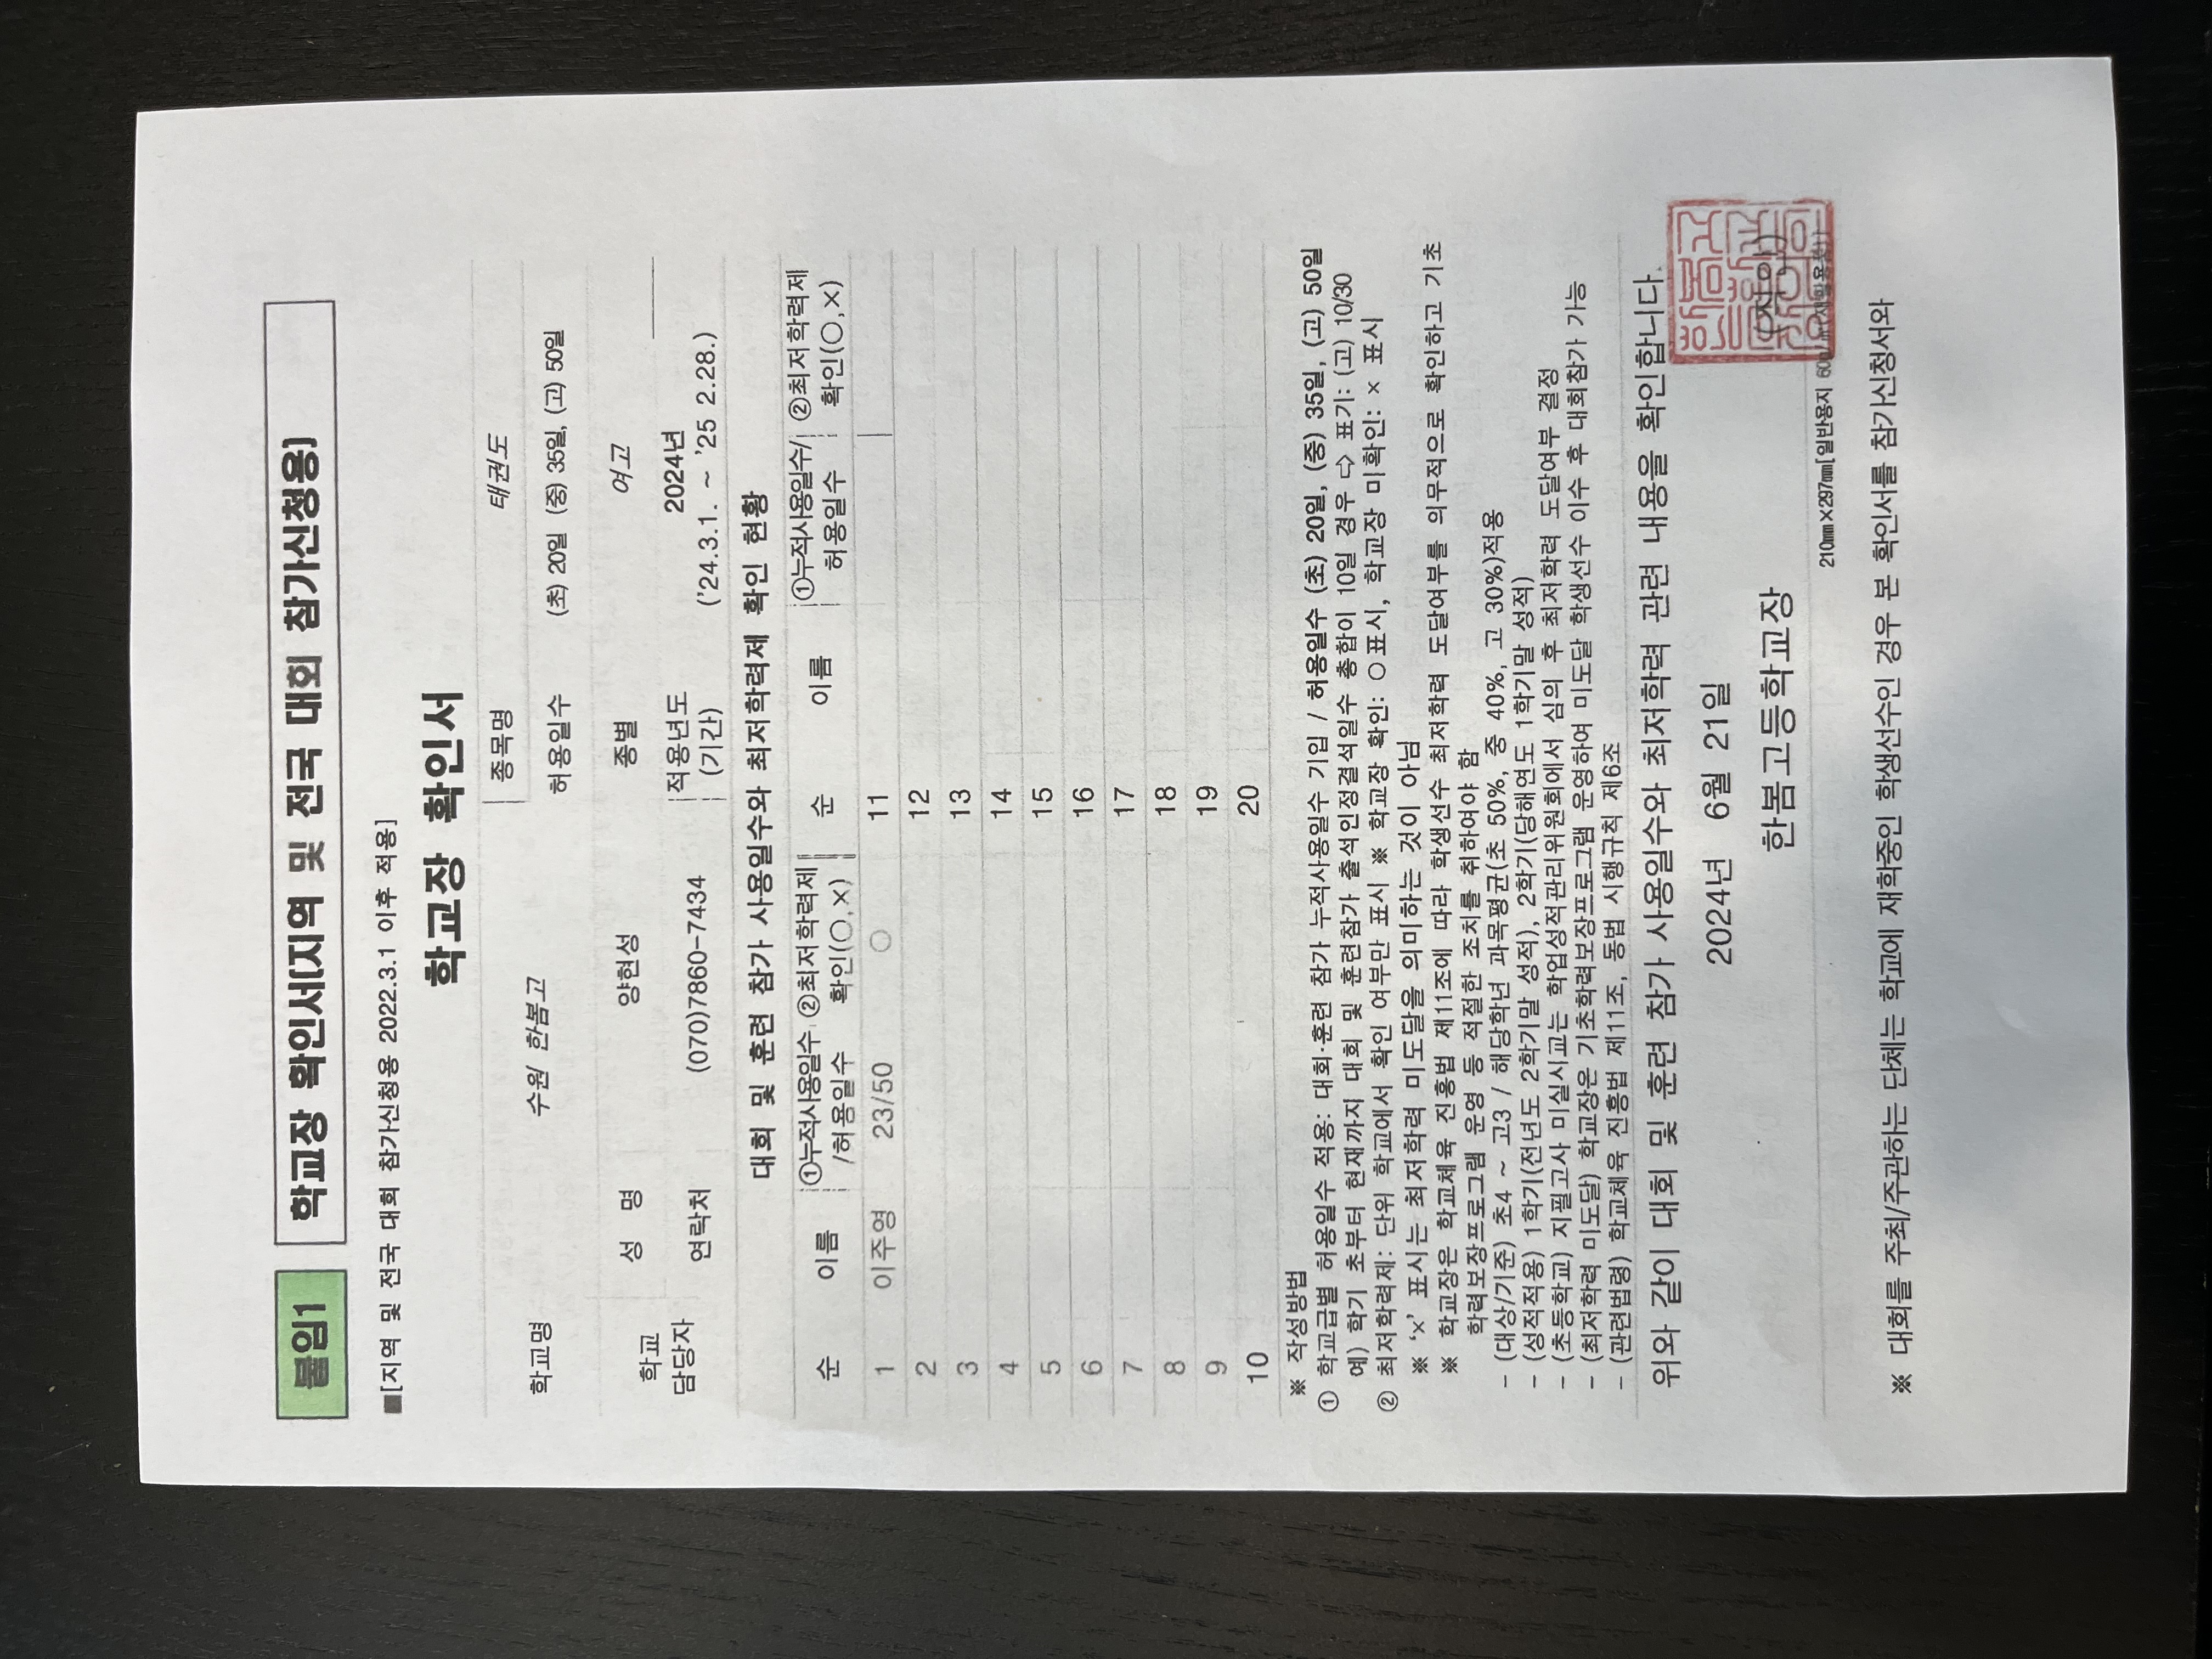 붙임1 학교장 확인서(지역 및 전국 대회 참가신청용)
■[지역 및 전국 대회 참가신청용 2022.3.1 이후 적용]
학교장 확인서
학교명 수원 한봄고 종목명 태권도
허용일수 (초) 20일 (중) 35일, (고) 50일
학교 담당자 성 명 양현성 종별 여고
연락처 (070)7860-7434 적용년도 (기간) 2024년 ('24.3.1. ~ '25 2.28.)
대회 및 훈련 참가 사용일수와 최저학력제 확인 현황
순 이름 ①누적사용일수 /허용일수 ②최저학력제 확인(○,×) 순 이름 ①누적사용일수/ 허용일수 ②최저학력제 확인(○,×)
1 이주영 23/50 ○ 11
2 12
3 13
4 14
5 15
6 16
7 17
8 18
9 19
10 20
※ 작성방법
① 학교급별 허용일수 적용: 대회·훈련 참가 누적사용일수 기입 / 허용일수 (초) 20일, (중) 35일, (고) 50일
예) 학기 초부터 현재까지 대회 및 훈련참가 출석인정결석일수 총합이 10일 경우 ⇨ 표기: (고) 10/30
② 최저학력제: 단위 학교에서 확인 여부만 표시 ※ 학교장 확인: ○표시, 학교장 미확인: × 표시
※ '×' 표시는 최저학력 미도달을 의미하는 것이 아님
※ 학교장은 학교체육 진흥법 제11조에 따라 학생선수 최저학력 도달여부를 의무적으로 확인하고 기초
학력보장프로그램 운영 등 적절한 조치를 취하여야 함
- (대상/기준) 초4 ~ 고3 / 해당학년 과목평균(초 50%, 중 40%, 고 30%)적용
- (성적적용) 1학기(전년도 2학기말 성적), 2학기(당해연도 1학기말 성적)
- (초등학교) 지필고사 미실시교는 학업성적관리위원회에서 심의 후 최저학력 도달여부 결정
- (최저학력 미도달) 학교장은 기초학력보장프로그램 운영하여 미도달 학생선수 이수 후 대회참가 가능
- (관련법령) 학교체육 진흥법 제11조, 동법 시행규칙 제6조
위와 같이 대회 및 훈련 참가 사용일수와 최저학력 관련 내용을 확인합니다.
2024년 6월 21일
한봄고등학교장 (직인)
210㎜×297㎜[일반용지 60g/㎡(재활용품)]
※ 대회를 주최/주관하는 단체는 학교에 재학중인 학생선수인 경우 본 확인서를 참가신청서와